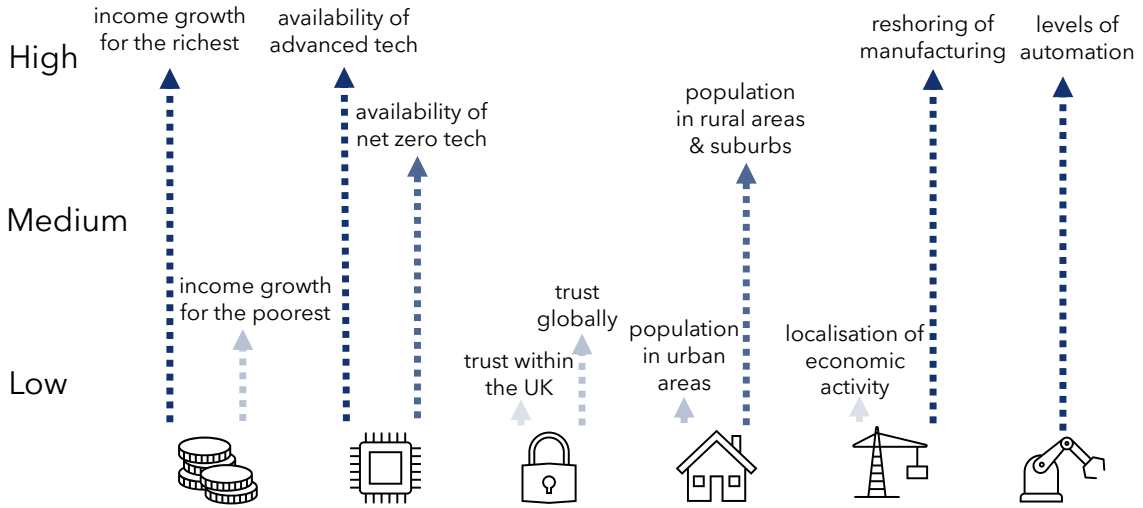 income growth
for the richest
availability of
advanced tech
reshoring of
manufacturing
levels of
automation
High
availability of
net zero tech
population
in rural areas
& suburbs
Medium
income growth
for the poorest
trust
globally
trust within
the UK
population
in urban
areas
localisation of
economic
activity
Low